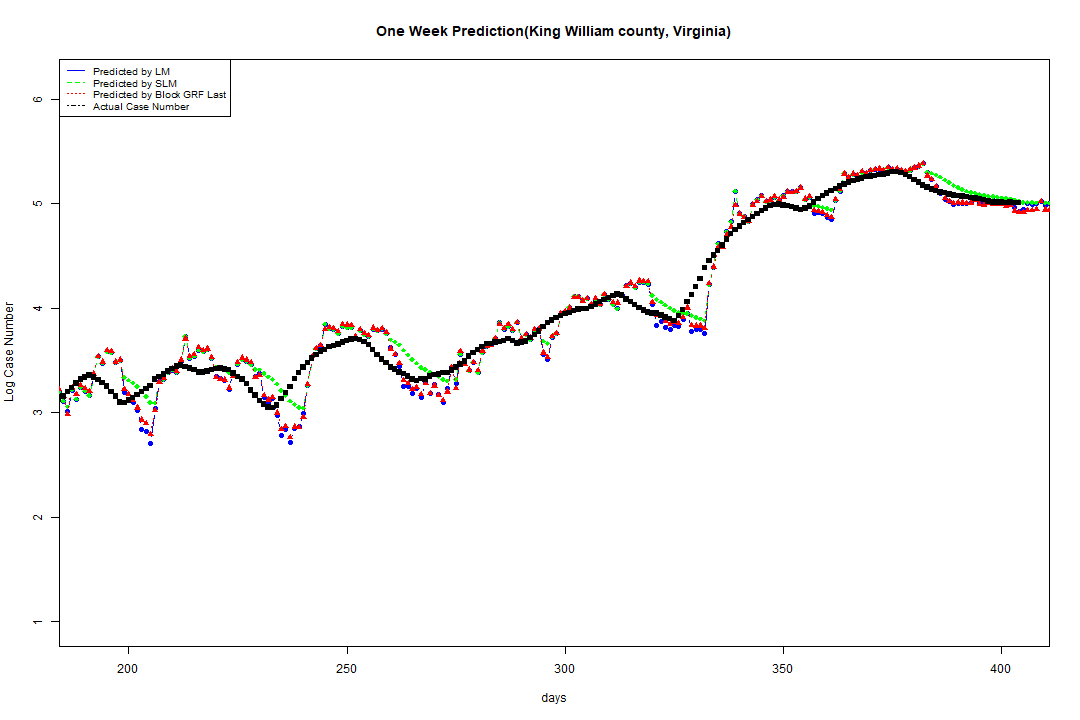 One Week Prediction(King William county, Virginia)
Predicted by LM
Predicted by SLM
Predicted by Block GRF Last
Actual Case Number
6
5
4
3
2
1
Log Case Number
200 250 300 350 400
days